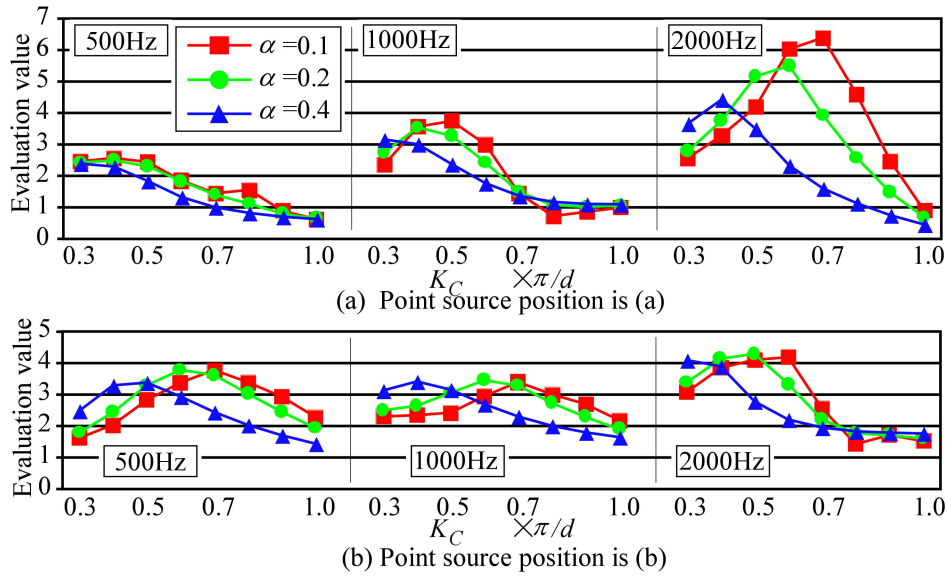 7
6
5
4
3
2
1
0
Evaluation value
500Hz
α=0.1
α=0.2
α=0.4
1000Hz
2000Hz
0.3 0.5 0.7 1.0 0.3 0.5 0.7 1.0 0.3 0.5 0.7 1.0
K_C ×π/d
(a) Point source position is (a)
5
4
3
2
1
0
Evaluation value
500Hz
1000Hz
2000Hz
0.3 0.5 0.7 1.0 0.3 0.5 0.7 1.0 0.3 0.5 0.7 1.0
K_C ×π/d
(b) Point source position is (b)